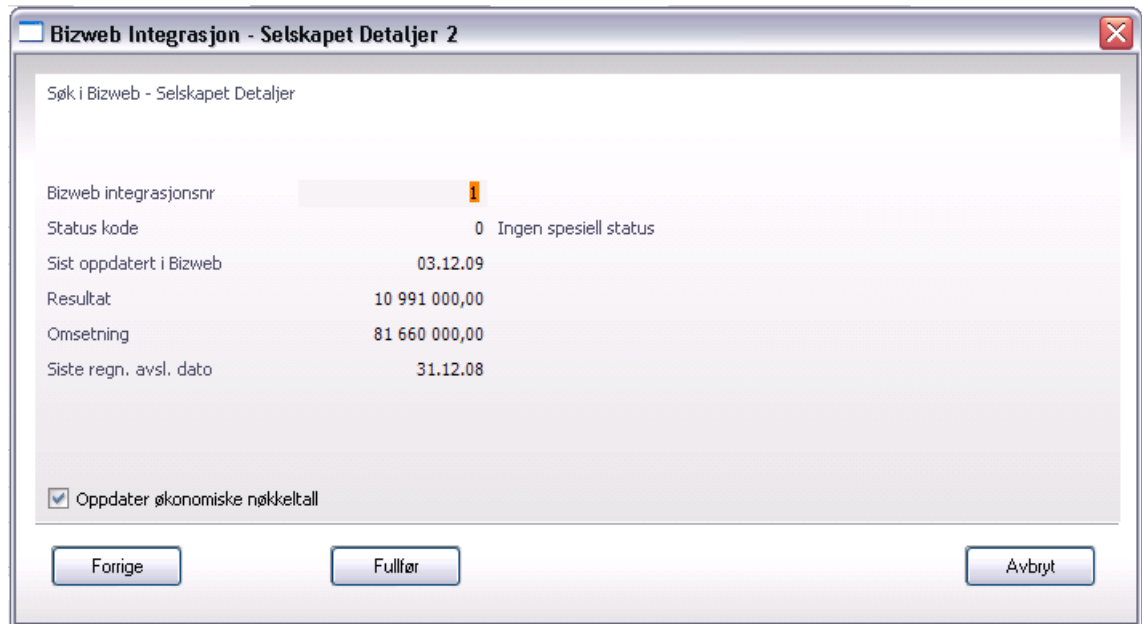 Bizweb Integrasjon - Selskapet Detaljer 2
Søk i Bizweb - Selskapet Detaljer
Bizweb integrasjonsnr 1
Status kode 0 Ingen spesiell status
Sist oppdatert i Bizweb 03.12.09
Resultat 10 991 000,00
Omsetning 81 660 000,00
Siste regn. avsl. dato 31.12.08
Oppdater økonomiske nøkkeltall
Forrige Fullfør Avbryt